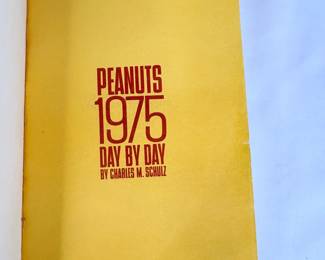 PEANUTS
1975
DAY BY DAY
BY CHARLES M. SCHULZ